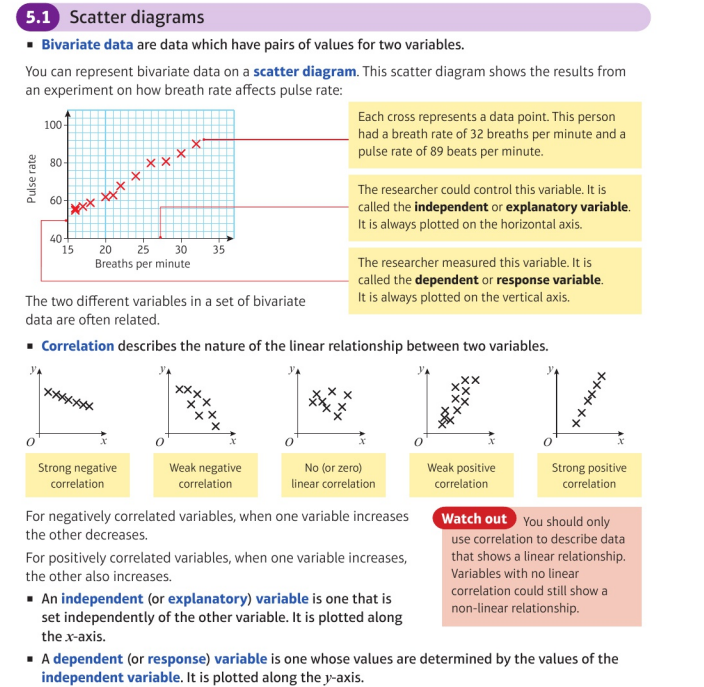 5.1 Scatter diagrams
▪ Bivariate data are data which have pairs of values for two variables.
You can represent bivariate data on a scatter diagram. This scatter diagram shows the results from
an experiment on how breath rate affects pulse rate:
100
80
60
40
15 20 25 30 35
Pulse rate
Breaths per minute
Each cross represents a data point. This person
had a breath rate of 32 breaths per minute and a
pulse rate of 89 beats per minute.
The researcher could control this variable. It is
called the independent or explanatory variable.
It is always plotted on the horizontal axis.
The researcher measured this variable. It is
called the dependent or response variable.
It is always plotted on the vertical axis.
The two different variables in a set of bivariate
data are often related.
▪ Correlation describes the nature of the linear relationship between two variables.
y
O x
Strong negative
correlation
y
O x
Weak negative
correlation
y
O x
No (or zero)
linear correlation
y
O x
Weak positive
correlation
y
O x
Strong positive
correlation
For negatively correlated variables, when one variable increases
the other decreases.
For positively correlated variables, when one variable increases,
the other also increases.
▪ An independent (or explanatory) variable is one that is
set independently of the other variable. It is plotted along
the x-axis.
Watch out You should only
use correlation to describe data
that shows a linear relationship.
Variables with no linear
correlation could still show a
non-linear relationship.
▪ A dependent (or response) variable is one whose values are determined by the values of the
independent variable. It is plotted along the y-axis.